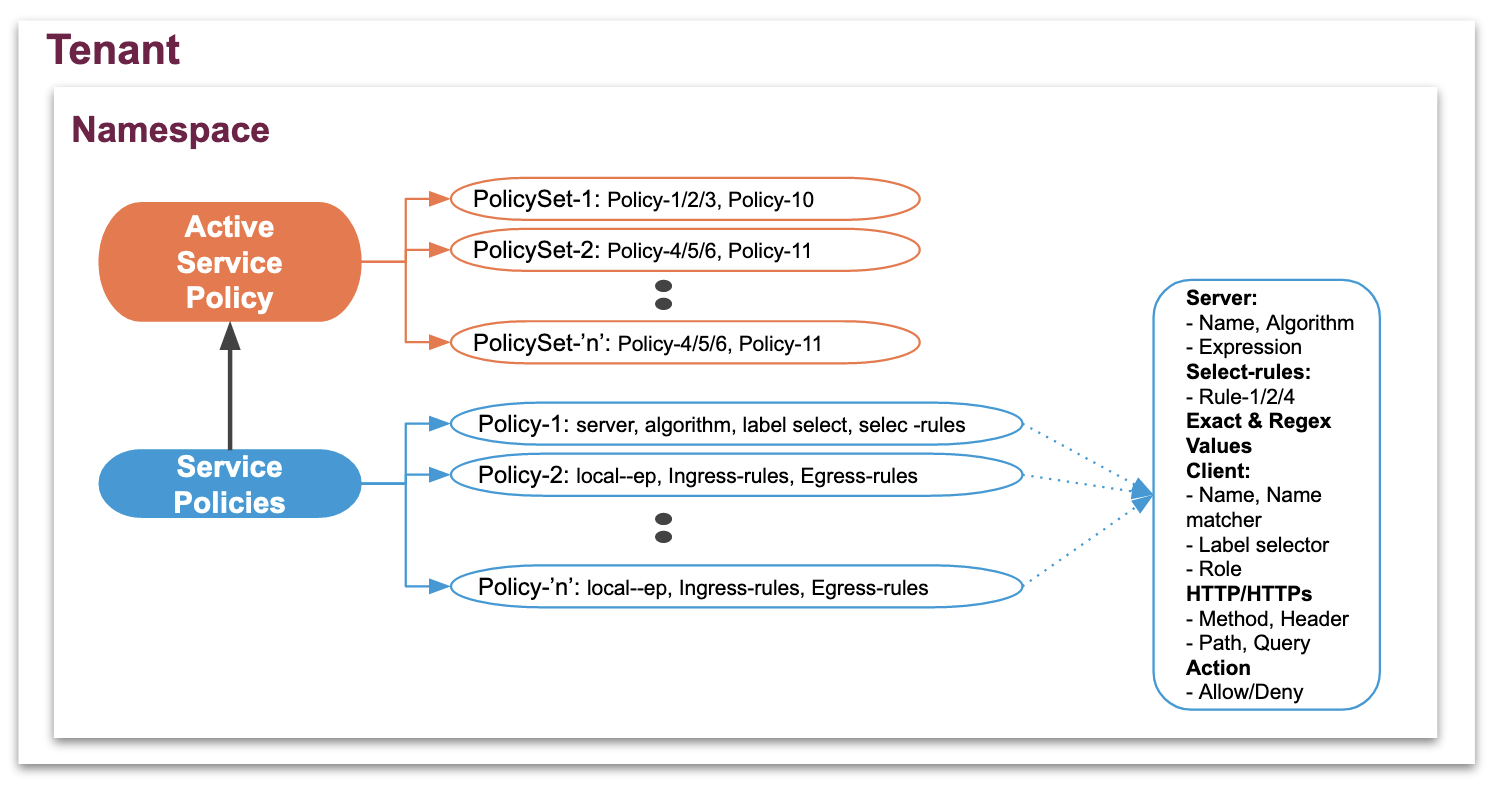 Tenant
Namespace
Active
Service
Policy
PolicySet-1: Policy-1/2/3, Policy-10
PolicySet-2: Policy-4/5/6, Policy-11
PolicySet-’n’: Policy-4/5/6, Policy-11
Service
Policies
Policy-1: server, algorithm, label select, selec -rules
Policy-2: local--ep, Ingress-rules, Egress-rules
Policy-’n’: local--ep, Ingress-rules, Egress-rules
Server:
- Name, Algorithm
- Expression
Select-rules:
- Rule-1/2/4
Exact & Regex
Values
Client:
- Name, Name
matcher
- Label selector
- Role
HTTP/HTTPs
- Method, Header
- Path, Query
Action
- Allow/Deny